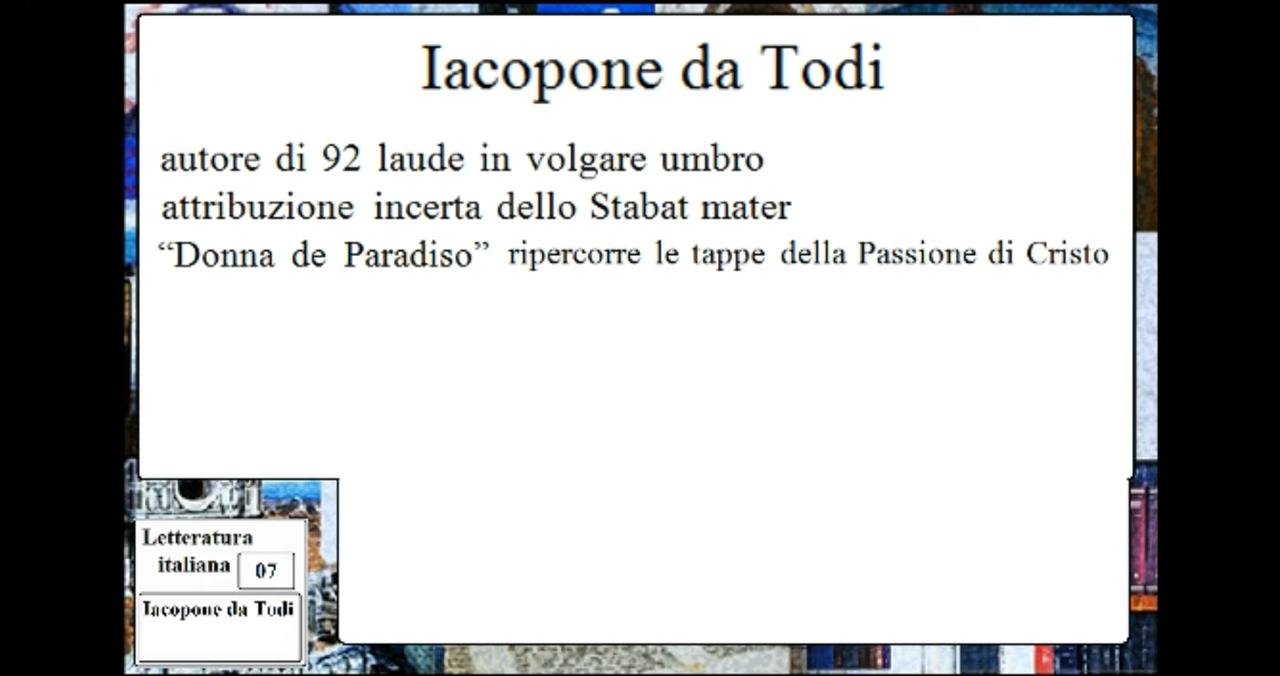 Iacopone da Todi
autore di 92 laude in volgare umbro
attribuzione incerta dello Stabat mater
“Donna de Paradiso” ripercorre le tappe della Passione di Cristo
Letteratura
italiana 07
Iacopone da Todi